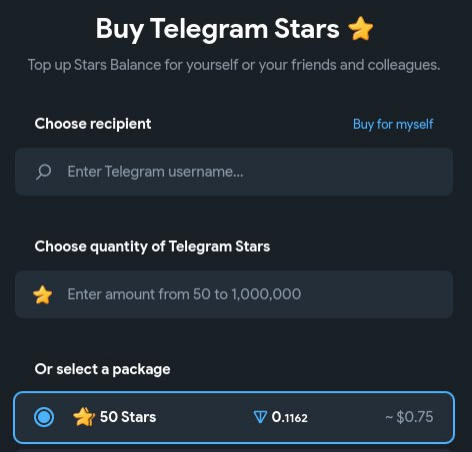 Buy Telegram Stars
Top up Stars Balance for yourself or your friends and colleagues.
Choose recipient Buy for myself
Enter Telegram username...
Choose quantity of Telegram Stars
Enter amount from 50 to 1,000,000
Or select a package
50 Stars 0.1162 ~ $0.75